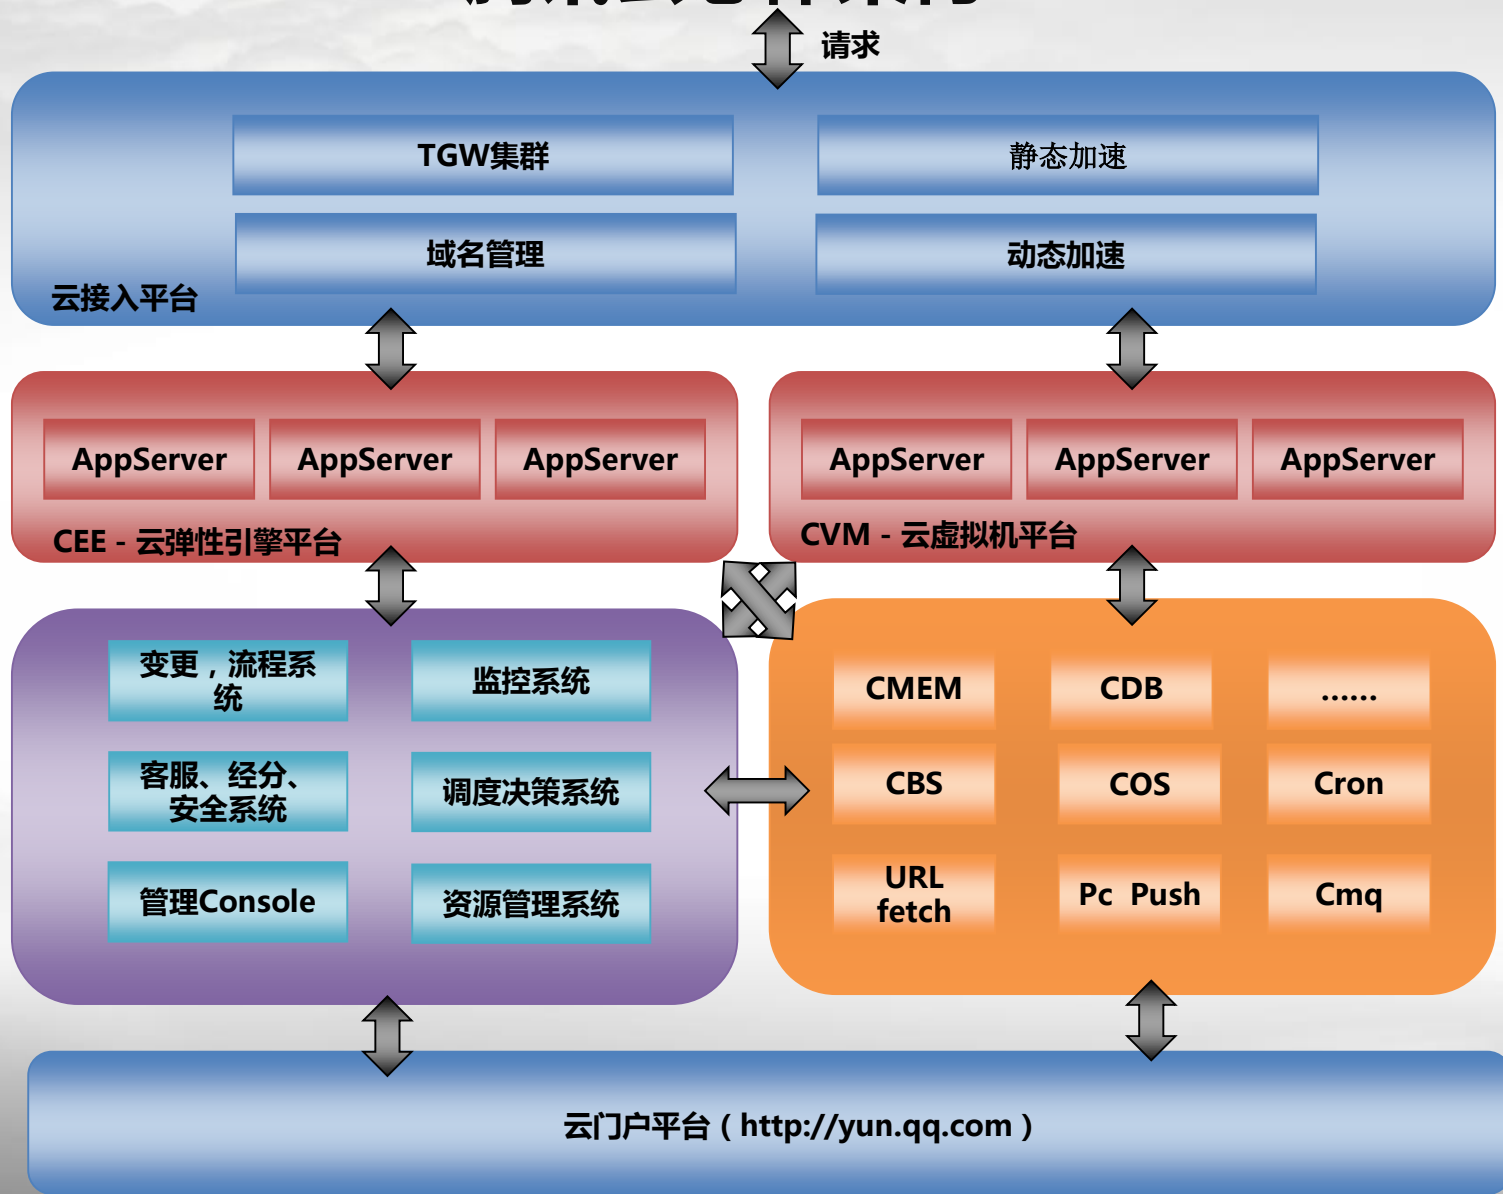 请求
TGW集群
静态加速
域名管理
动态加速
云接入平台
AppServer
AppServer
AppServer
CEE - 云弹性引擎平台
AppServer
AppServer
AppServer
CVM - 云虚拟机平台
变更，流程系
统
监控系统
客服、经分、
安全系统
调度决策系统
管理Console
资源管理系统
CMEM
CDB
......
CBS
COS
Cron
URL
fetch
Pc Push
Cmq
云门户平台（http://yun.qq.com）